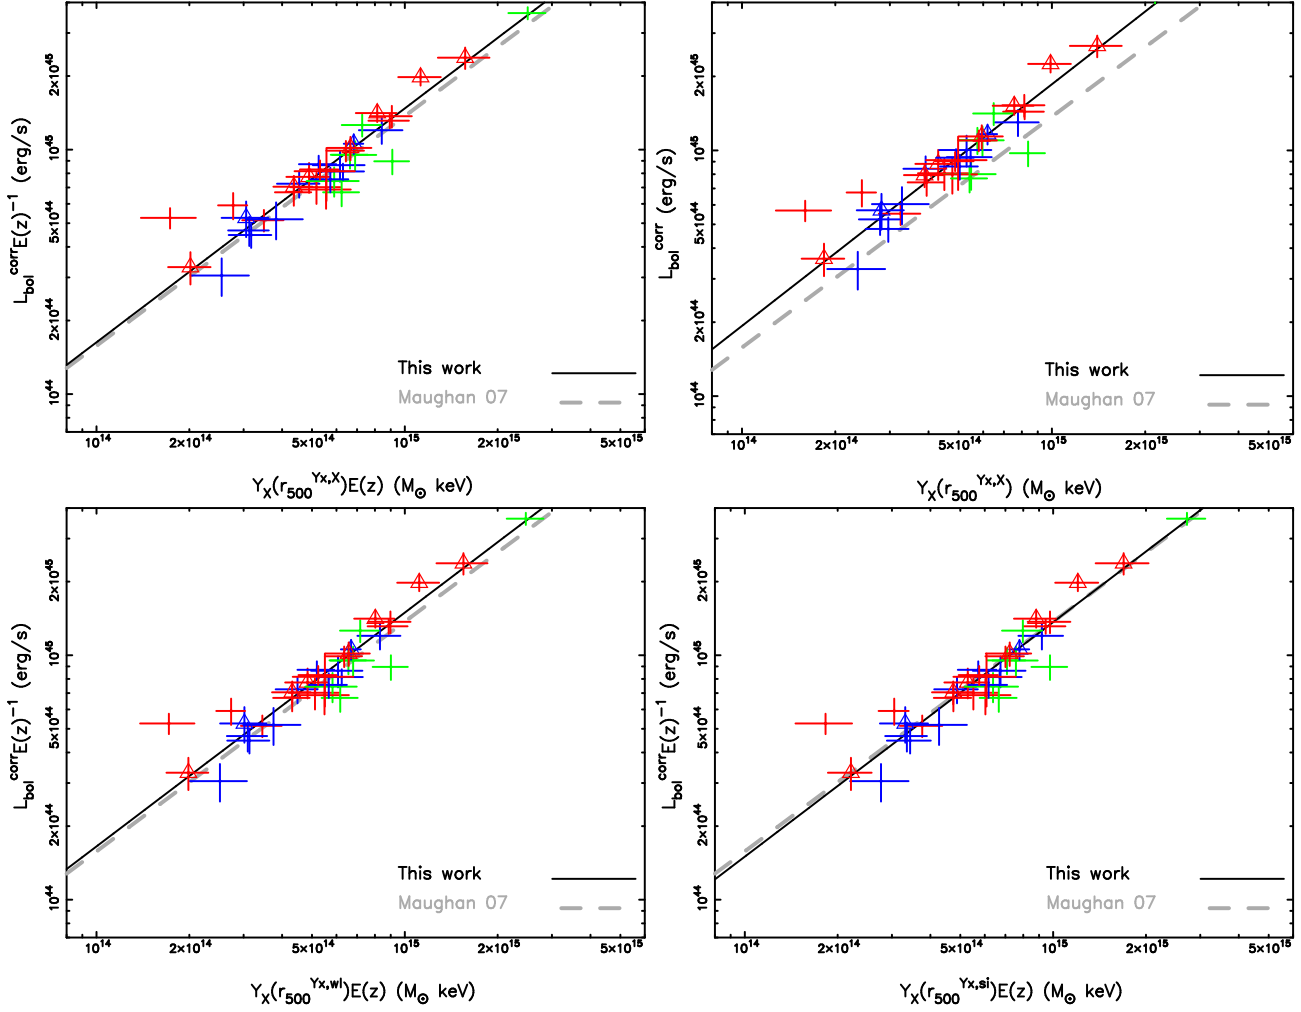 L_bol^corr E(z)^−1 (erg/s)
2×10^45
10^45
5×10^44
2×10^44
10^44
This work
Maughan 07
10^14 2×10^14 5×10^14 10^15 2×10^15 5×10^15
Y_X(r_500^Yx,X)E(z) (M_⊙ keV)
L_bol^corr (erg/s)
2×10^45
10^45
5×10^44
2×10^44
10^44
This work
Maughan 07
10^14 2×10^14 5×10^14 10^15 2×10^15 5×10^15
Y_X(r_500^Yx,X) (M_⊙ keV)
L_bol^corr E(z)^−1 (erg/s)
2×10^45
10^45
5×10^44
2×10^44
10^44
This work
Maughan 07
10^14 2×10^14 5×10^14 10^15 2×10^15 5×10^15
Y_X(r_500^Yx,wl)E(z) (M_⊙ keV)
L_bol^corr E(z)^−1 (erg/s)
2×10^45
10^45
5×10^44
2×10^44
10^44
This work
Maughan 07
10^14 2×10^14 5×10^14 10^15 2×10^15 5×10^15
Y_X(r_500^Yx,si)E(z) (M_⊙ keV)